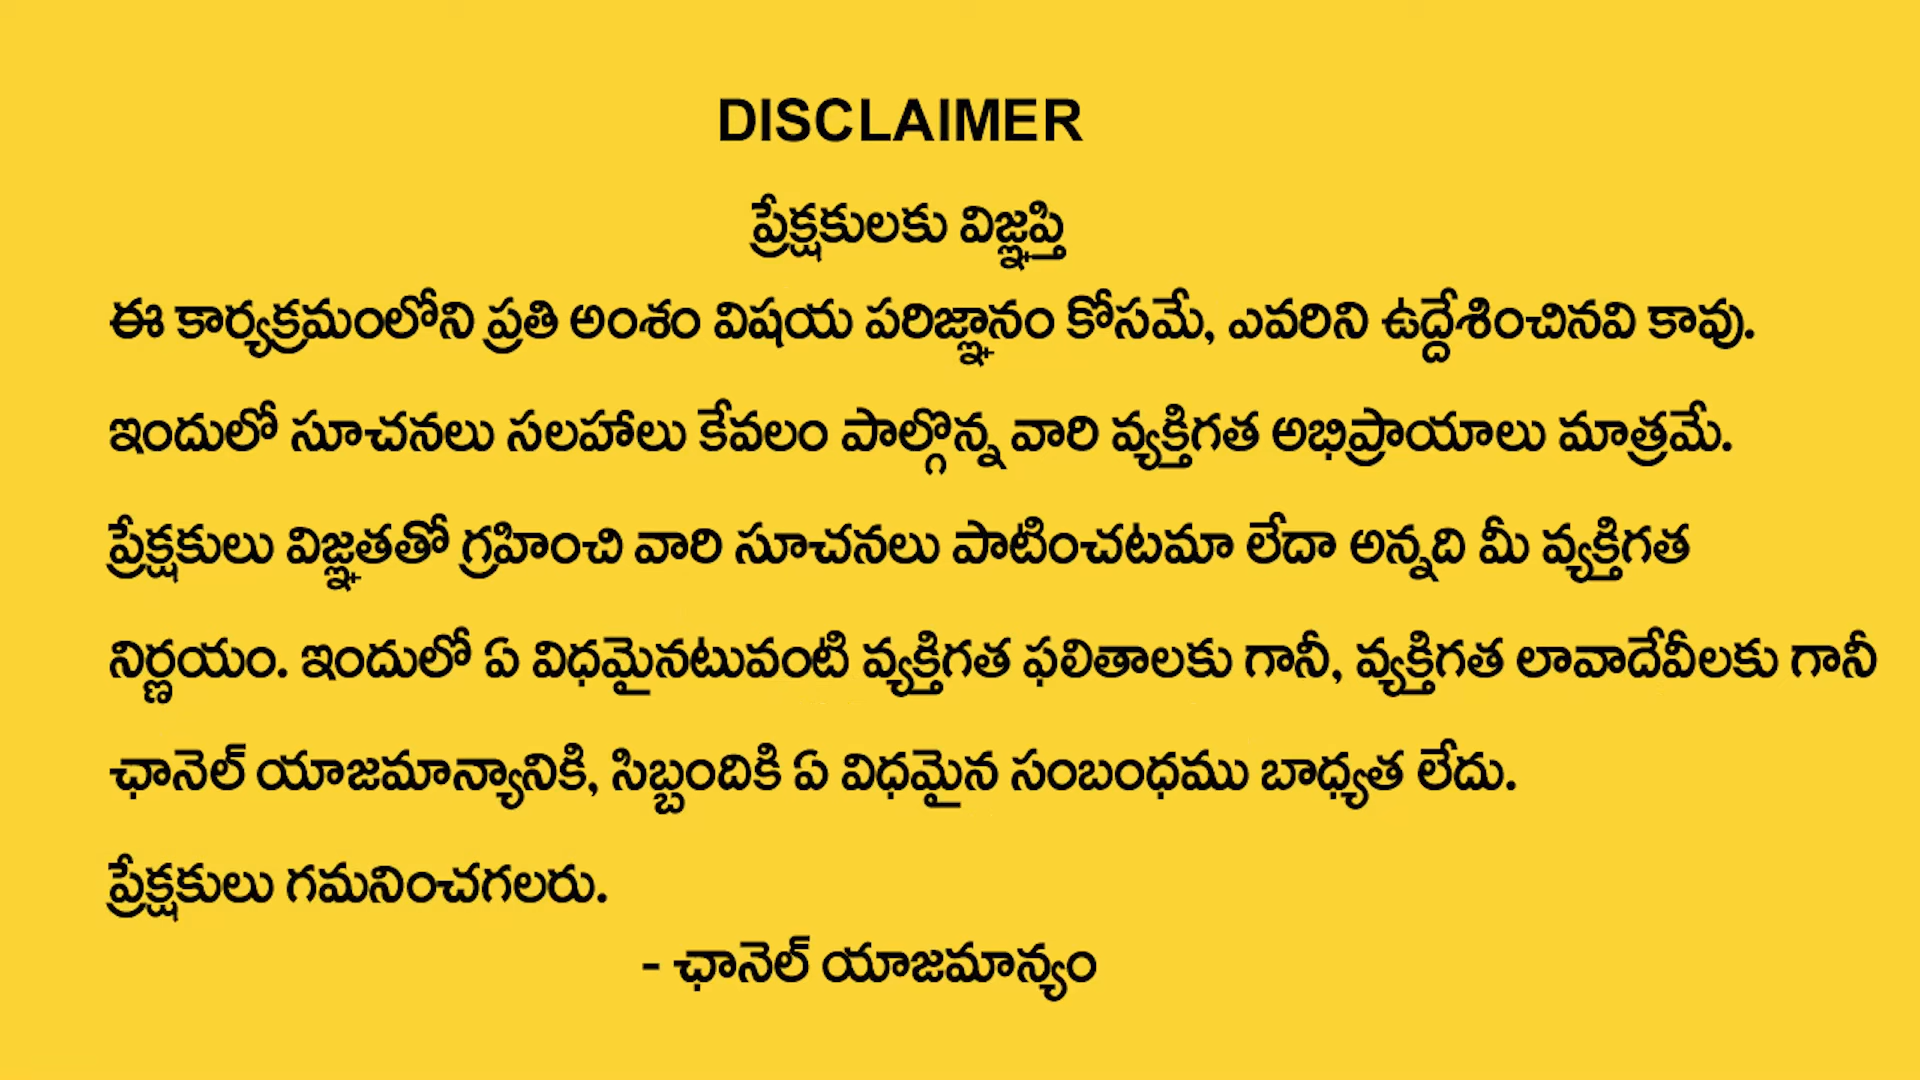 DISCLAIMER
ప్రేక్షకులకు విజ్ఞప్తి
ఈ కార్యక్రమంలోని ప్రతి అంశం విషయ పరిజ్ఞానం కోసమే, ఎవరిని ఉద్దేశించినవి కావు.
ఇందులో సూచనలు సలహాలు కేవలం పాల్గొన్న వారి వ్యక్తిగత అభిప్రాయాలు మాత్రమే.
ప్రేక్షకులు విజ్ఞతతో గ్రహించి వారి సూచనలు పాటించటమా లేదా అన్నది మీ వ్యక్తిగత
నిర్ణయం. ఇందులో ఏ విధమైనటువంటి వ్యక్తిగత ఫలితాలకు గానీ, వ్యక్తిగత లావాదేవీలకు గానీ
ఛానెల్ యాజమాన్యానికి, సిబ్బందికి ఏ విధమైన సంబంధము బాధ్యత లేదు.
ప్రేక్షకులు గమనించగలరు.
- ఛానెల్ యాజమాన్యం